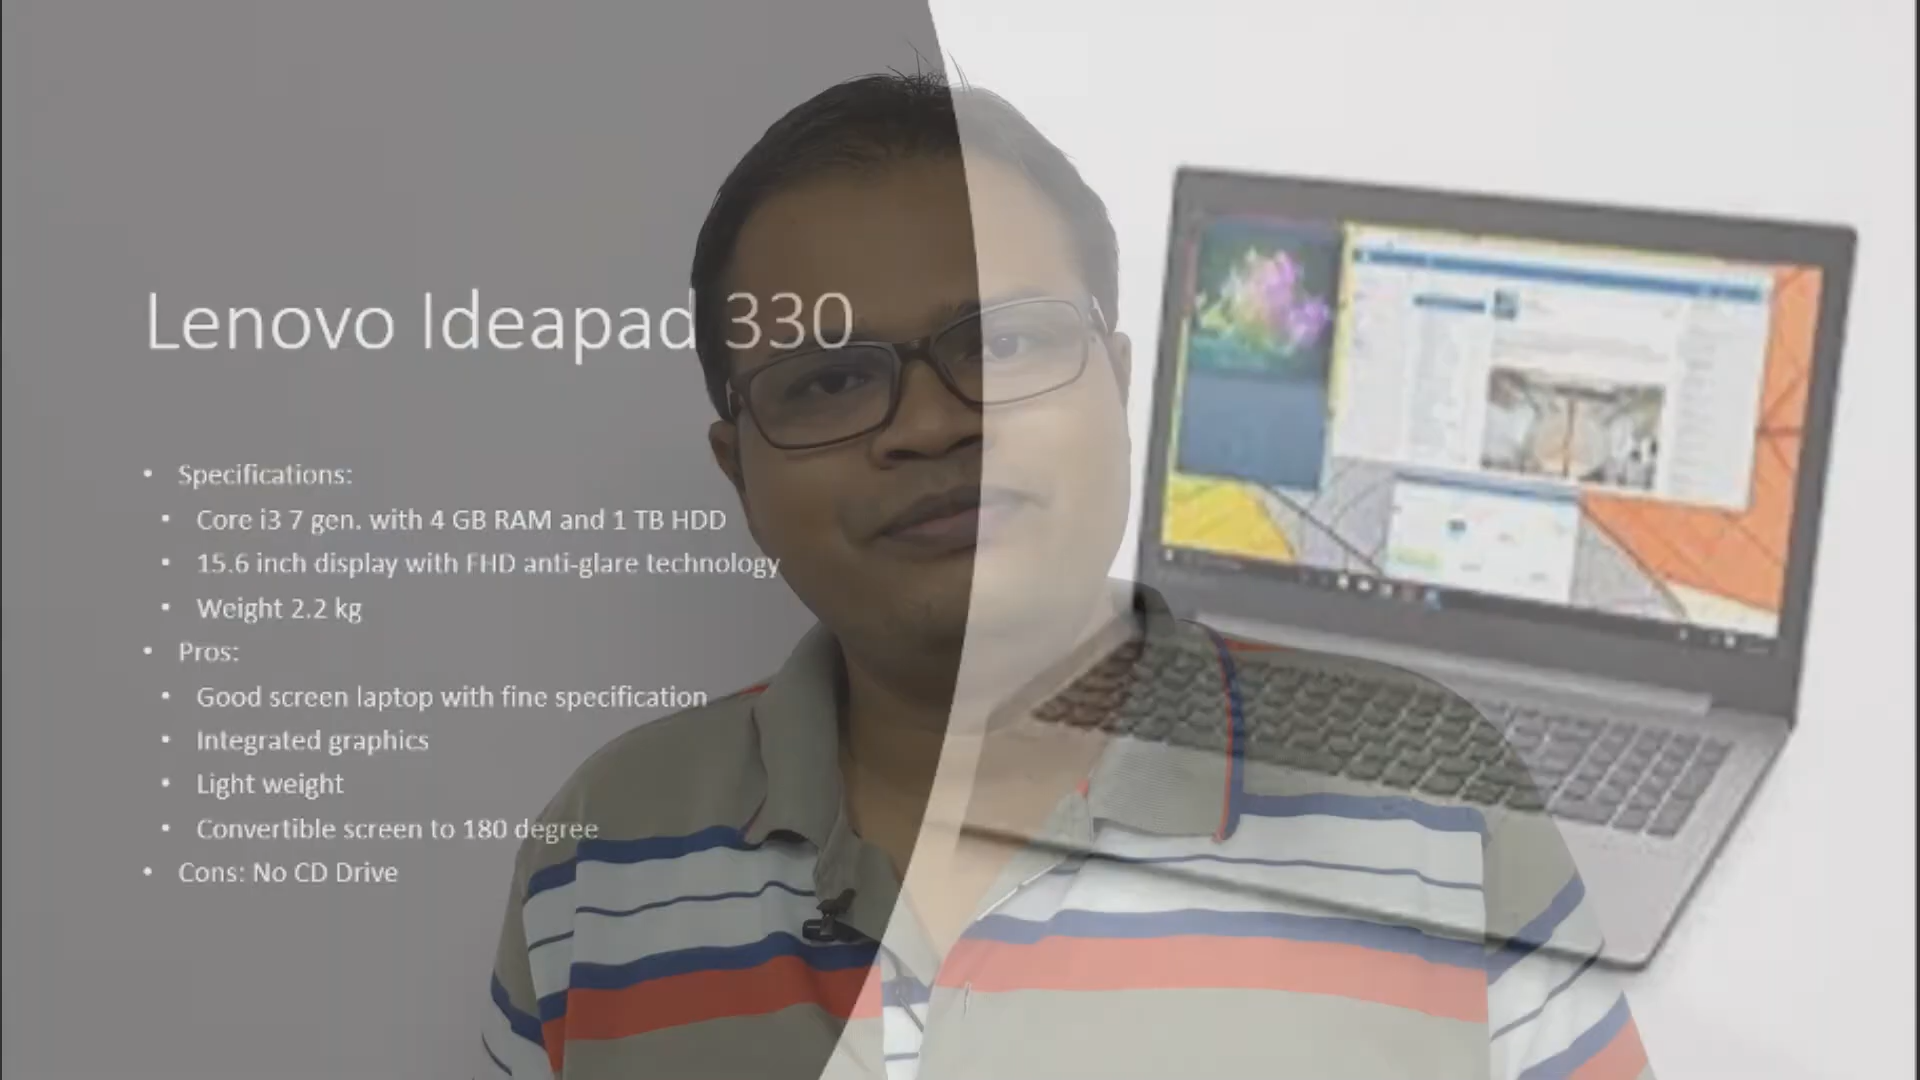 Lenovo Ideapad 330
• Specifications:
• Core i3 7 gen. with 4 GB RAM and 1 TB HDD
• 15.6 inch display with FHD anti-glare technology
• Weight 2.2 kg
• Pros:
• Good screen laptop with fine specification
• Integrated graphics
• Light weight
• Convertible screen to 180 degree
• Cons: No CD Drive